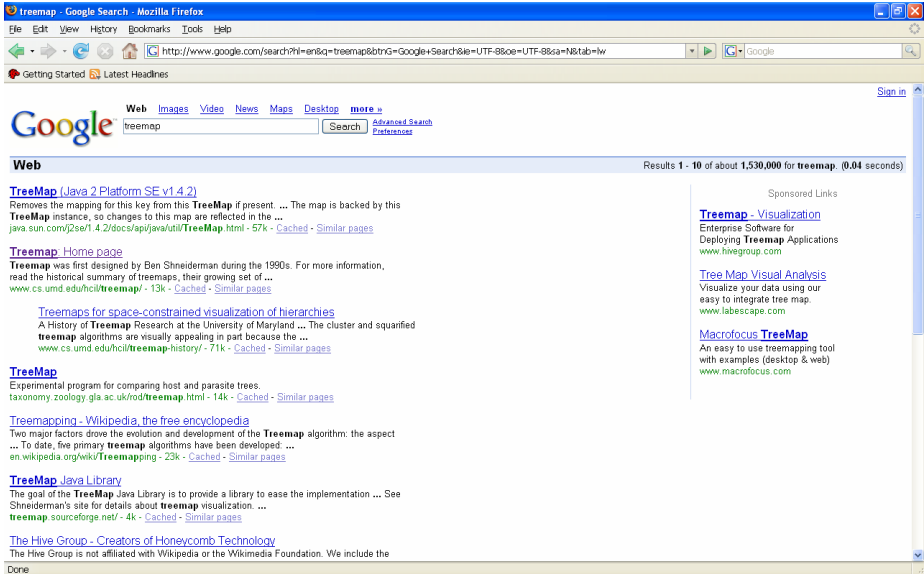 treemap - Google Search - Mozilla Firefox
File Edit View History Bookmarks Tools Help
http://www.google.com/search?hl=en&q=treemap&btnG=Google+Search&ie=UTF-8&oe=UTF-8&sa=N&tab=lw
Google
Getting Started Latest Headlines
Sign in
Web Images Video News Maps Desktop more »
Google
treemap
Search
Advanced Search
Preferences
Web
Results 1 - 10 of about 1,530,000 for treemap. (0.04 seconds)
TreeMap (Java 2 Platform SE v1.4.2)
Removes the mapping for this key from this TreeMap if present. ... The map is backed by this
TreeMap instance, so changes to this map are reflected in the ...
java.sun.com/j2se/1.4.2/docs/api/java/util/TreeMap.html - 57k - Cached - Similar pages
Treemap: Home page
Treemap was first designed by Ben Shneiderman during the 1990s. For more information,
read the historical summary of treemaps, their growing set of ...
www.cs.umd.edu/hcil/treemap/ - 13k - Cached - Similar pages
Treemaps for space-constrained visualization of hierarchies
A History of Treemap Research at the University of Maryland ... The cluster and squarified
treemap algorithms are visually appealing in part because the ...
www.cs.umd.edu/hcil/treemap-history/ - 71k - Cached - Similar pages
TreeMap
Experimental program for comparing host and parasite trees.
taxonomy.zoology.gla.ac.uk/rod/treemap.html - 14k - Cached - Similar pages
Treemapping - Wikipedia, the free encyclopedia
Two major factors drove the evolution and development of the Treemap algorithm: the aspect
... To date, five primary treemap algorithms have been developed: ...
en.wikipedia.org/wiki/Treemapping - 23k - Cached - Similar pages
TreeMap Java Library
The goal of the TreeMap Java Library is to provide a library to ease the implementation ... See
Shneiderman's site for details about treemap visualization. ...
treemap.sourceforge.net/ - 4k - Cached - Similar pages
The Hive Group - Creators of Honeycomb Technology
The Hive Group is not affiliated with Wikipedia or the Wikimedia Foundation. We include the
Sponsored Links
Treemap - Visualization
Enterprise Software for
Deploying Treemap Applications
www.hivegroup.com
Tree Map Visual Analysis
Visualize your data using our
easy to integrate tree map.
www.labescape.com
Macrofocus TreeMap
An easy to use treemapping tool
with examples (desktop & web)
www.macrofocus.com
Done